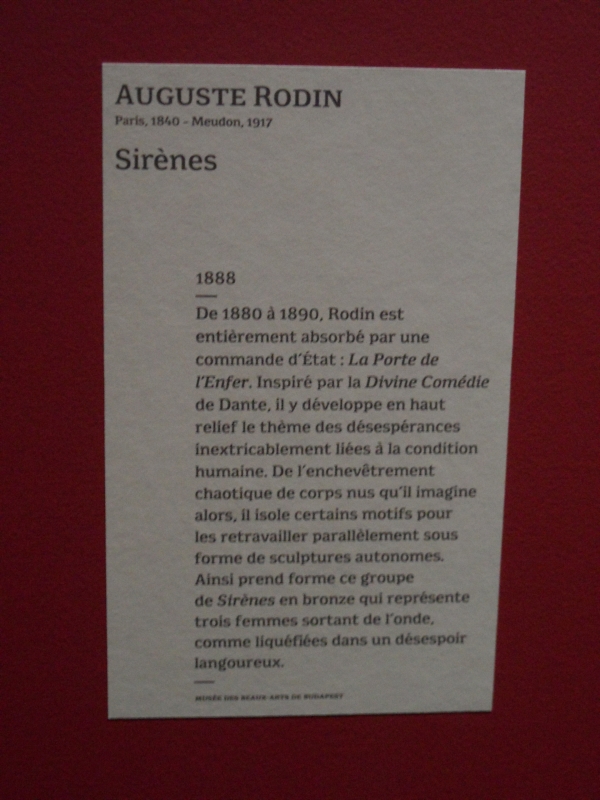 AUGUSTE RODIN
Paris, 1840 - Meudon, 1917
Sirènes
1888
De 1880 à 1890, Rodin est
entièrement absorbé par une
commande d'État : La Porte de
l'Enfer. Inspiré par la Divine Comédie
de Dante, il y développe en haut
relief le thème des désespérances
inextricablement liées à la condition
humaine. De l'enchevêtrement
chaotique de corps nus qu'il imagine
alors, il isole certains motifs pour
les retravailler parallèlement sous
forme de sculptures autonomes.
Ainsi prend forme ce groupe
de Sirènes en bronze qui représente
trois femmes sortant de l'onde,
comme liquéfiées dans un désespoir
langoureux.
MUSÉE DES BEAUX-ARTS DE BUDAPEST